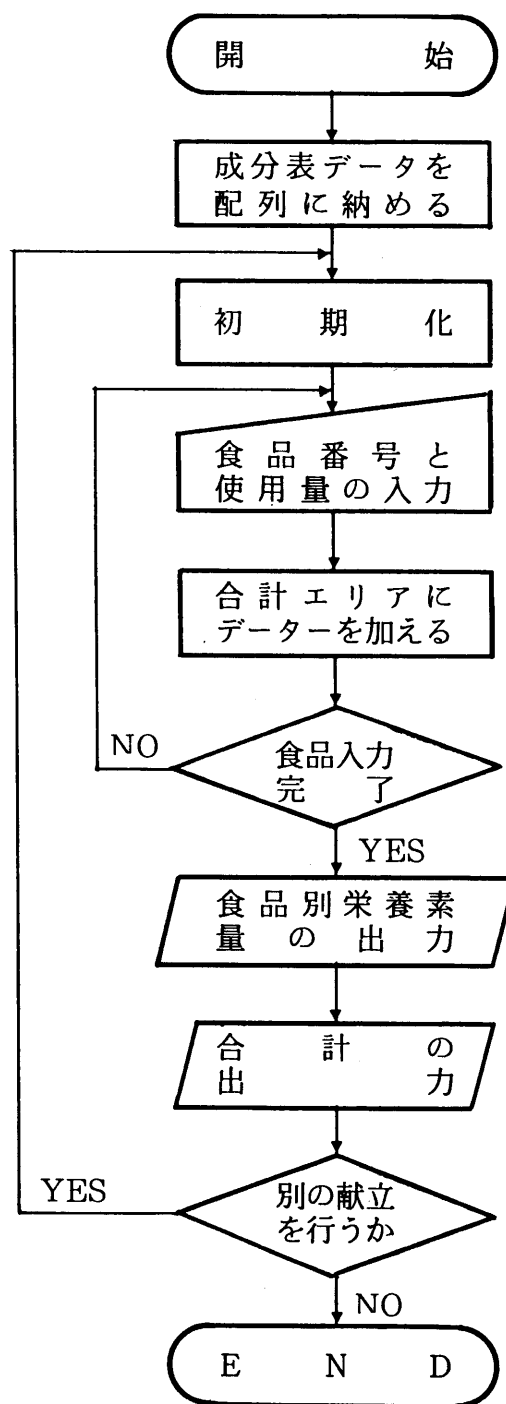 開始
成分表データを
配列に納める
初期化
食品番号と
使用量の入力
合計エリアに
データーを加える
NO
食品入力
完了
YES
食品別栄養素
量の出力
合計の
出力
YES
別の献立
を行うか
NO
END